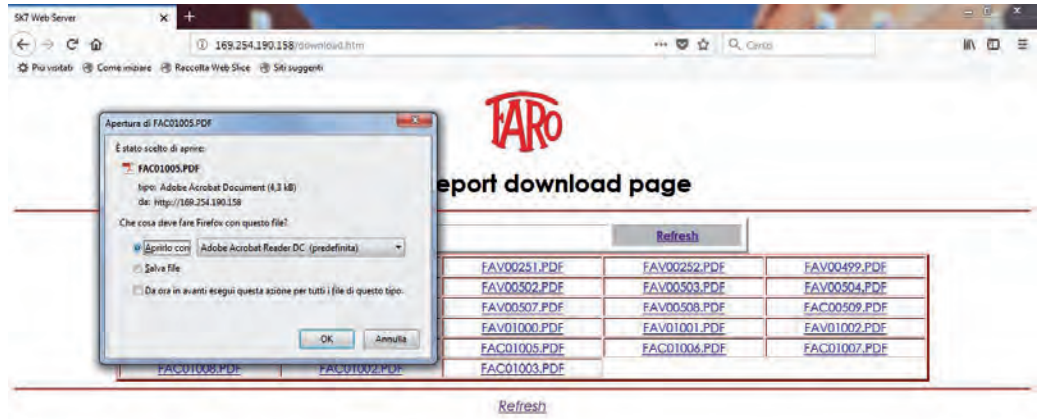 SK7 Web Server
169.254.190.158/download.htm
Cerca
Più visitati Come iniziare Raccolta Web Slice Siti suggeriti
FARO
eport download page
Refresh
Apertura di FAC01005.PDF
È stato scelto di aprire:
FAC01005.PDF
tipo: Adobe Acrobat Document (4,3 kB)
da: http://169.254.190.158
Che cosa deve fare Firefox con questo file?
Aprirlo con Adobe Acrobat Reader DC (predefinita)
Salva file
Da ora in avanti esegui questa azione per tutti i file di questo tipo.
OK Annulla
FAV00251.PDF FAV00252.PDF FAV00499.PDF
FAV00502.PDF FAV00503.PDF FAV00504.PDF
FAV00507.PDF FAV00508.PDF FAC00509.PDF
FAV01000.PDF FAV01001.PDF FAV01002.PDF
FAC01005.PDF FAC01006.PDF FAC01007.PDF
FAC01008.PDF FAC01002.PDF FAC01003.PDF
Refresh